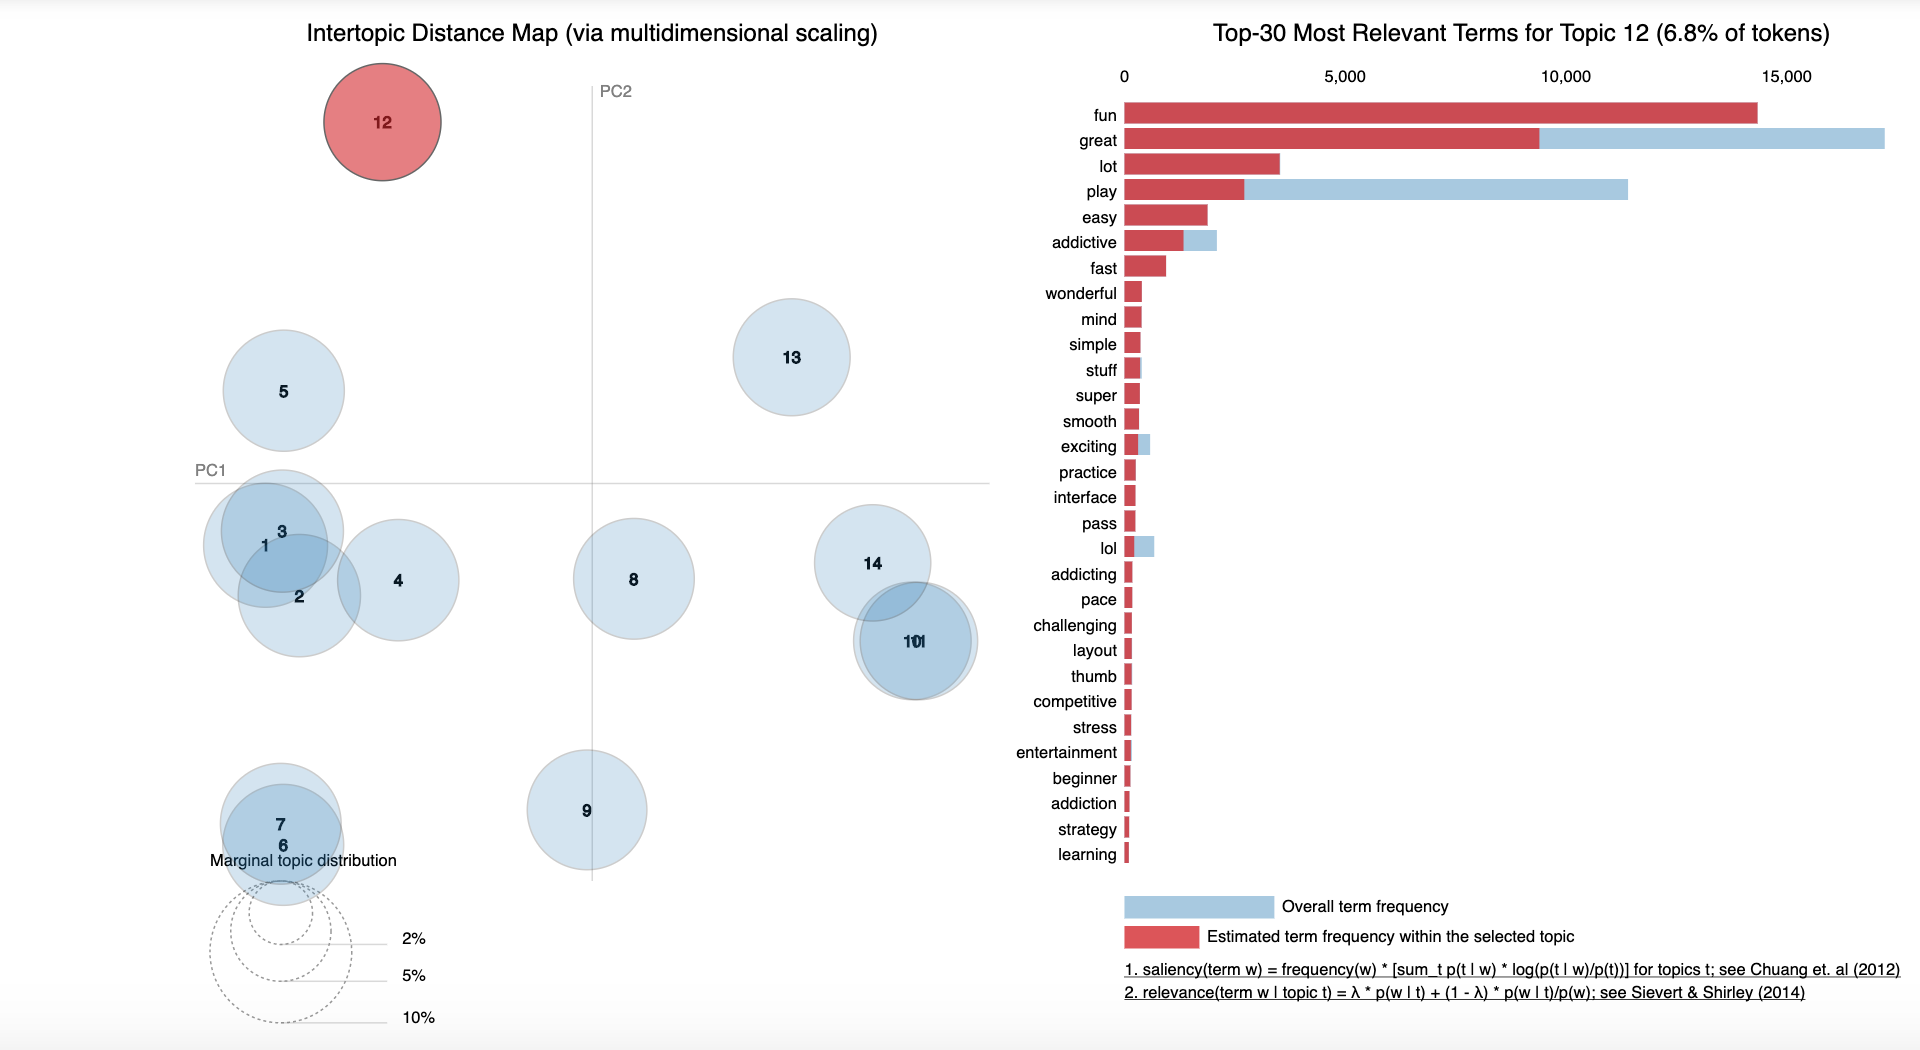 Intertopic Distance Map (via multidimensional scaling)
PC2
12
13
5
PC1
3
1
2
4
8
14
10
11
9
7
6
Marginal topic distribution
2%
5%
10%
Top-30 Most Relevant Terms for Topic 12 (6.8% of tokens)
0 5,000 10,000 15,000
fun
great
lot
play
easy
addictive
fast
wonderful
mind
simple
stuff
super
smooth
exciting
practice
interface
pass
lol
addicting
pace
challenging
layout
thumb
competitive
stress
entertainment
beginner
addiction
strategy
learning
Overall term frequency
Estimated term frequency within the selected topic
1. saliency(term w) = frequency(w) * [sum_t p(t | w) * log(p(t | w)/p(t))] for topics t; see Chuang et. al (2012)
2. relevance(term w | topic t) = λ * p(w | t) + (1 - λ) * p(w | t)/p(w); see Sievert & Shirley (2014)